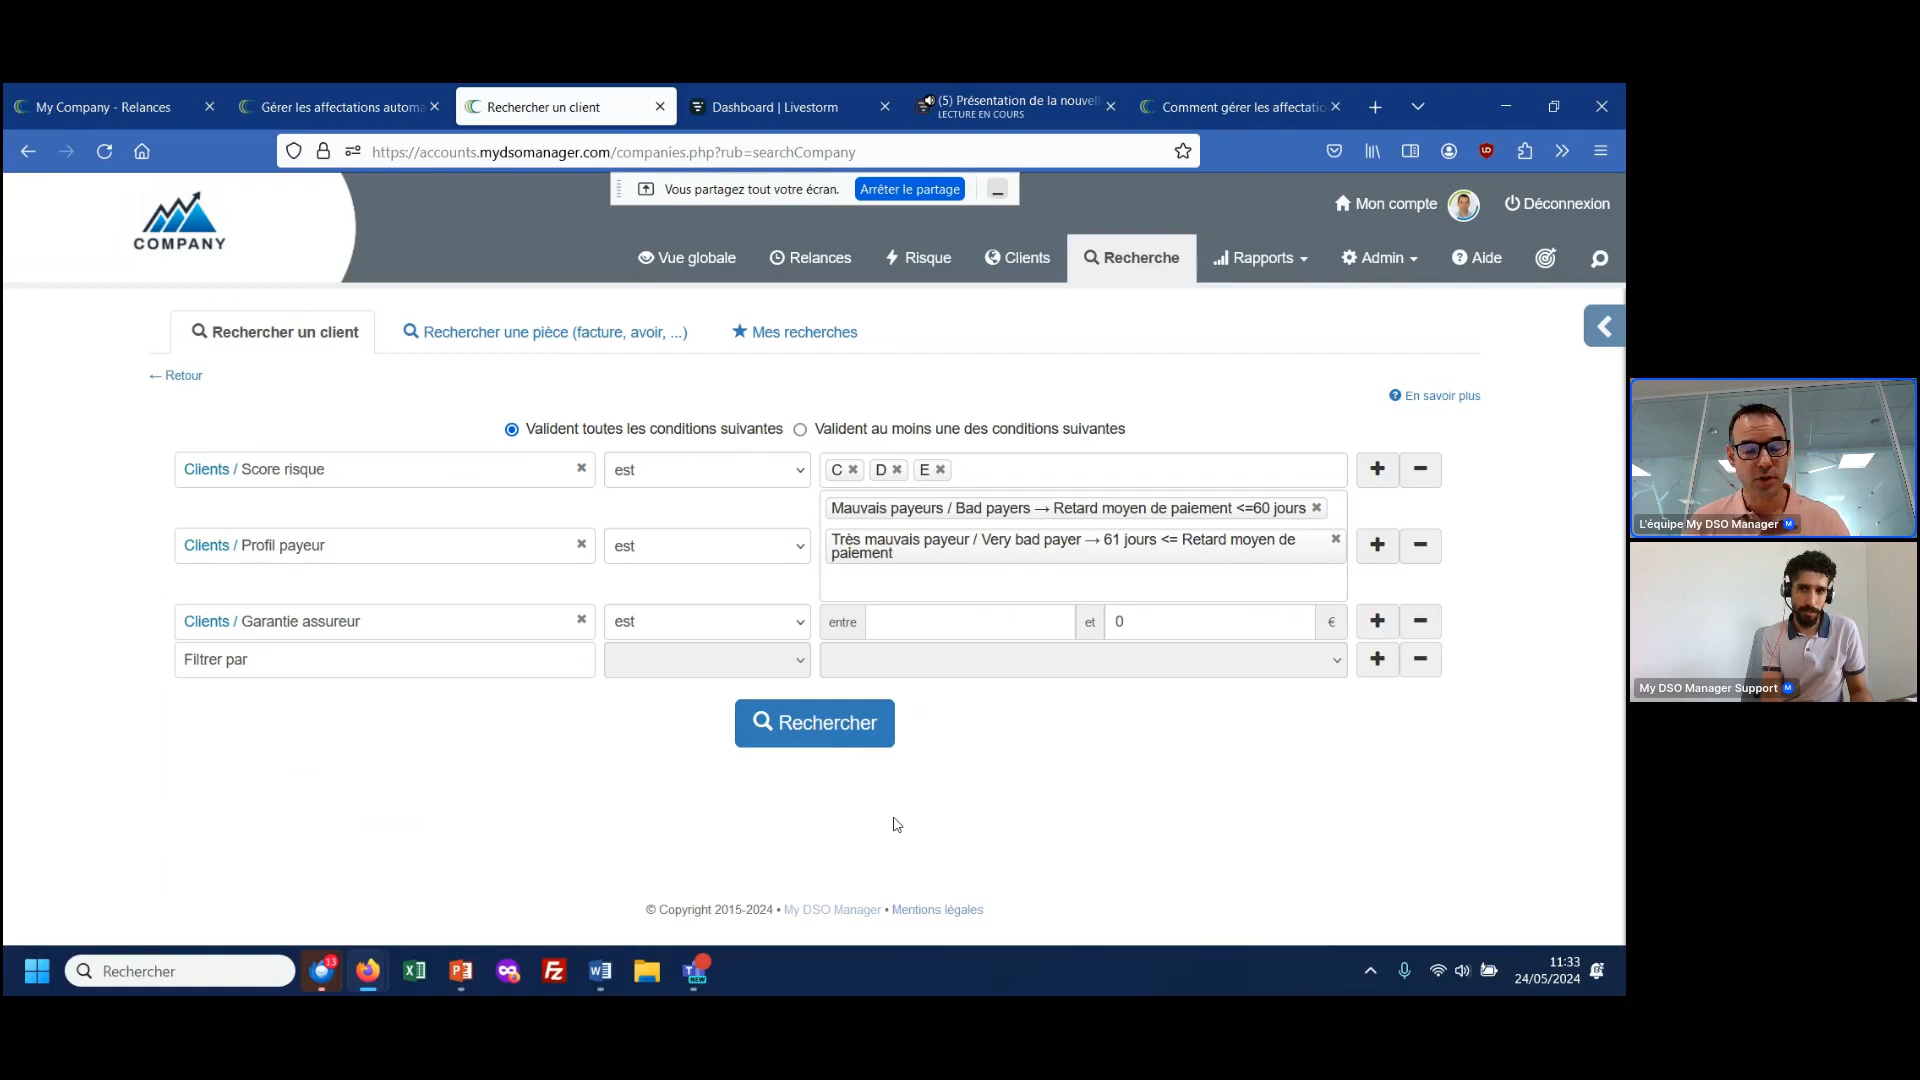 My Company - Relances
Gérer les affectations autom
Rechercher un client
Dashboard | Livestorm
(5) Présentation de la nouvel
LECTURE EN COURS
Comment gérer les affectatio
https://accounts.mydsomanager.com/companies.php?rub=searchCompany
Vous partagez tout votre écran.
Arrêter le partage
COMPANY
Mon compte
Déconnexion
Vue globale
Relances
Risque
Clients
Recherche
Rapports
Admin
Aide
Rechercher un client
Rechercher une pièce (facture, avoir, ...)
Mes recherches
← Retour
En savoir plus
Valident toutes les conditions suivantes
Valident au moins une des conditions suivantes
Clients / Score risque
est
C
D
E
Mauvais payeurs / Bad payers → Retard moyen de paiement <=60 jours
Clients / Profil payeur
est
Très mauvais payeur / Very bad payer → 61 jours <= Retard moyen de
paiement
Clients / Garantie assureur
est
entre
et
0
€
Filtrer par
Rechercher
© Copyright 2015-2024 • My DSO Manager • Mentions légales
Rechercher
13
NEW
11:33
24/05/2024
L'équipe My DSO Manager
M
My DSO Manager Support
M